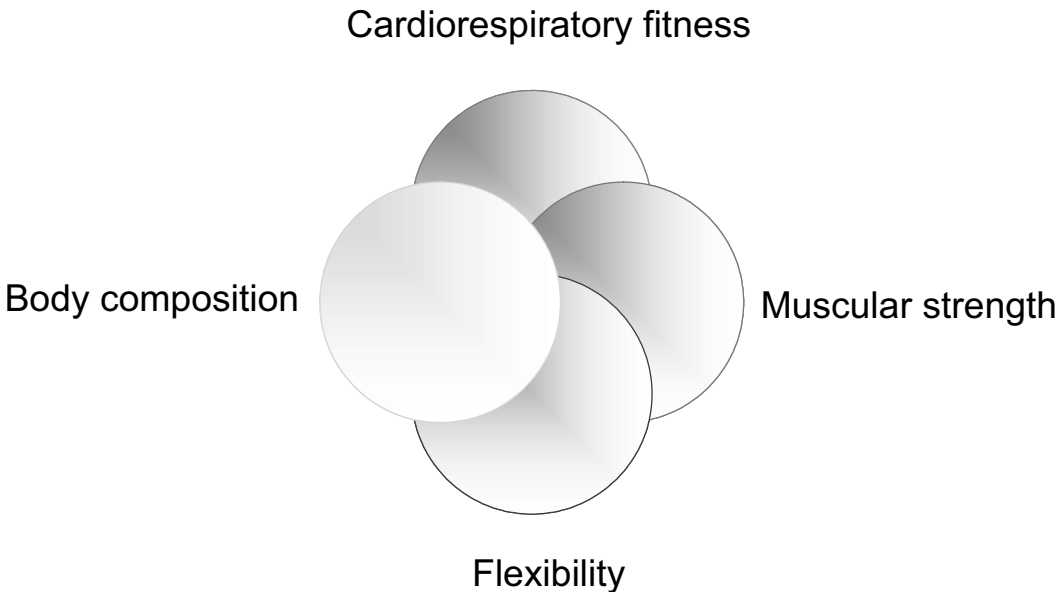 Cardiorespiratory fitness
Body composition
Muscular strength
Flexibility